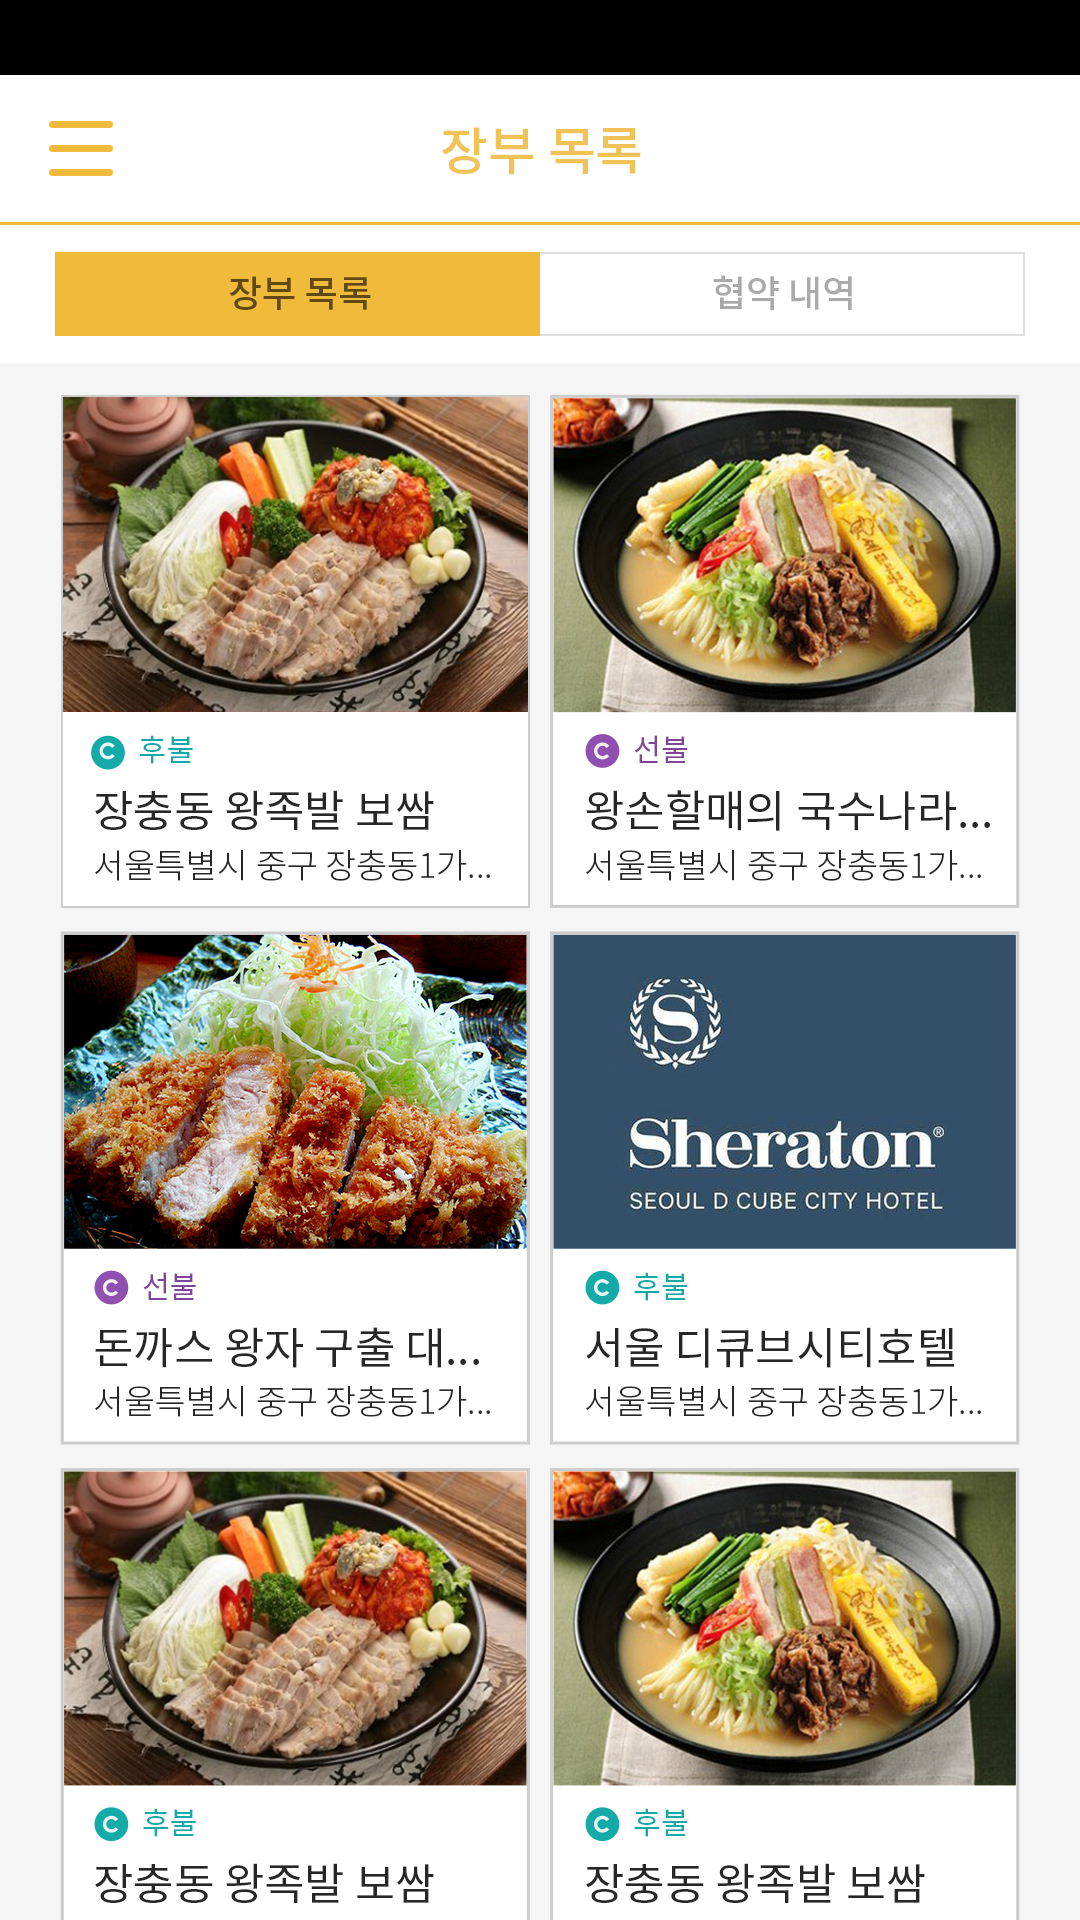 장부 목록
장부 목록
협약 내역
후불
장충동 왕족발 보쌈
서울특별시 중구 장충동1가...
선불
왕손할매의 국수나라...
서울특별시 중구 장충동1가...
선불
돈까스 왕자 구출 대...
서울특별시 중구 장충동1가...
S
Sheraton®
SEOUL D CUBE CITY HOTEL
후불
서울 디큐브시티호텔
서울특별시 중구 장충동1가...
후불
장충동 왕족발 보쌈
후불
장충동 왕족발 보쌈